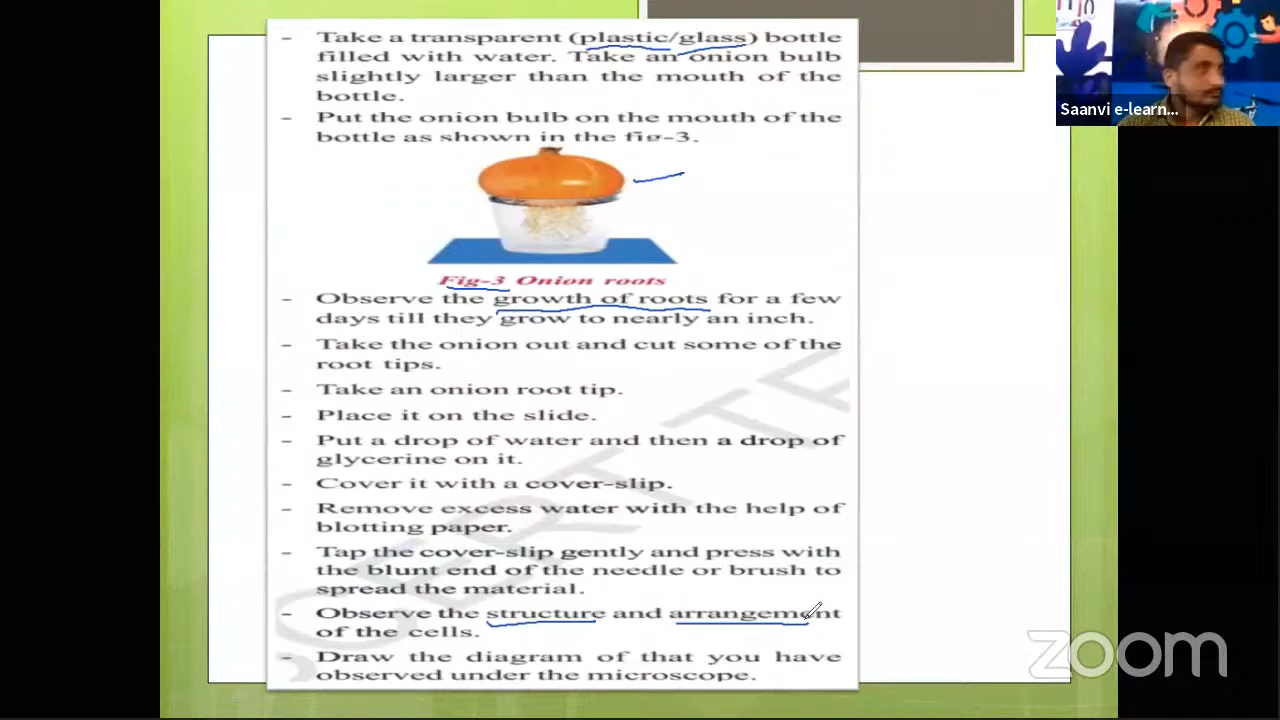 - Take a transparent (plastic/glass) bottle
filled with water. Take an onion bulb
slightly larger than the mouth of the
bottle.
- Put the onion bulb on the mouth of the
bottle as shown in the fig-3.
Fig-3 Onion roots
- Observe the growth of roots for a few
days till they grow to nearly an inch.
- Take the onion out and cut some of the
root tips.
- Take an onion root tip.
- Place it on the slide.
- Put a drop of water and then a drop of
glycerine on it.
- Cover it with a cover-slip.
- Remove excess water with the help of
blotting paper.
- Tap the cover-slip gently and press with
the blunt end of the needle or brush to
spread the material.
- Observe the structure and arrangement
of the cells.
- Draw the diagram of that you have
observed under the microscope.
Saanvi e-learn...
zoom